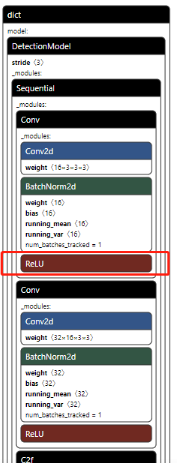 dict
model:
DetectionModel
stride (3)
_modules:
Sequential
_modules:
Conv
_modules:
Conv2d
weight (16×3×3×3)
BatchNorm2d
weight (16)
bias (16)
running_mean (16)
running_var (16)
num_batches_tracked = 1
ReLU
Conv
_modules:
Conv2d
weight (32×16×3×3)
BatchNorm2d
weight (32)
bias (32)
running_mean (32)
running_var (32)
num_batches_tracked = 1
ReLU
C2f